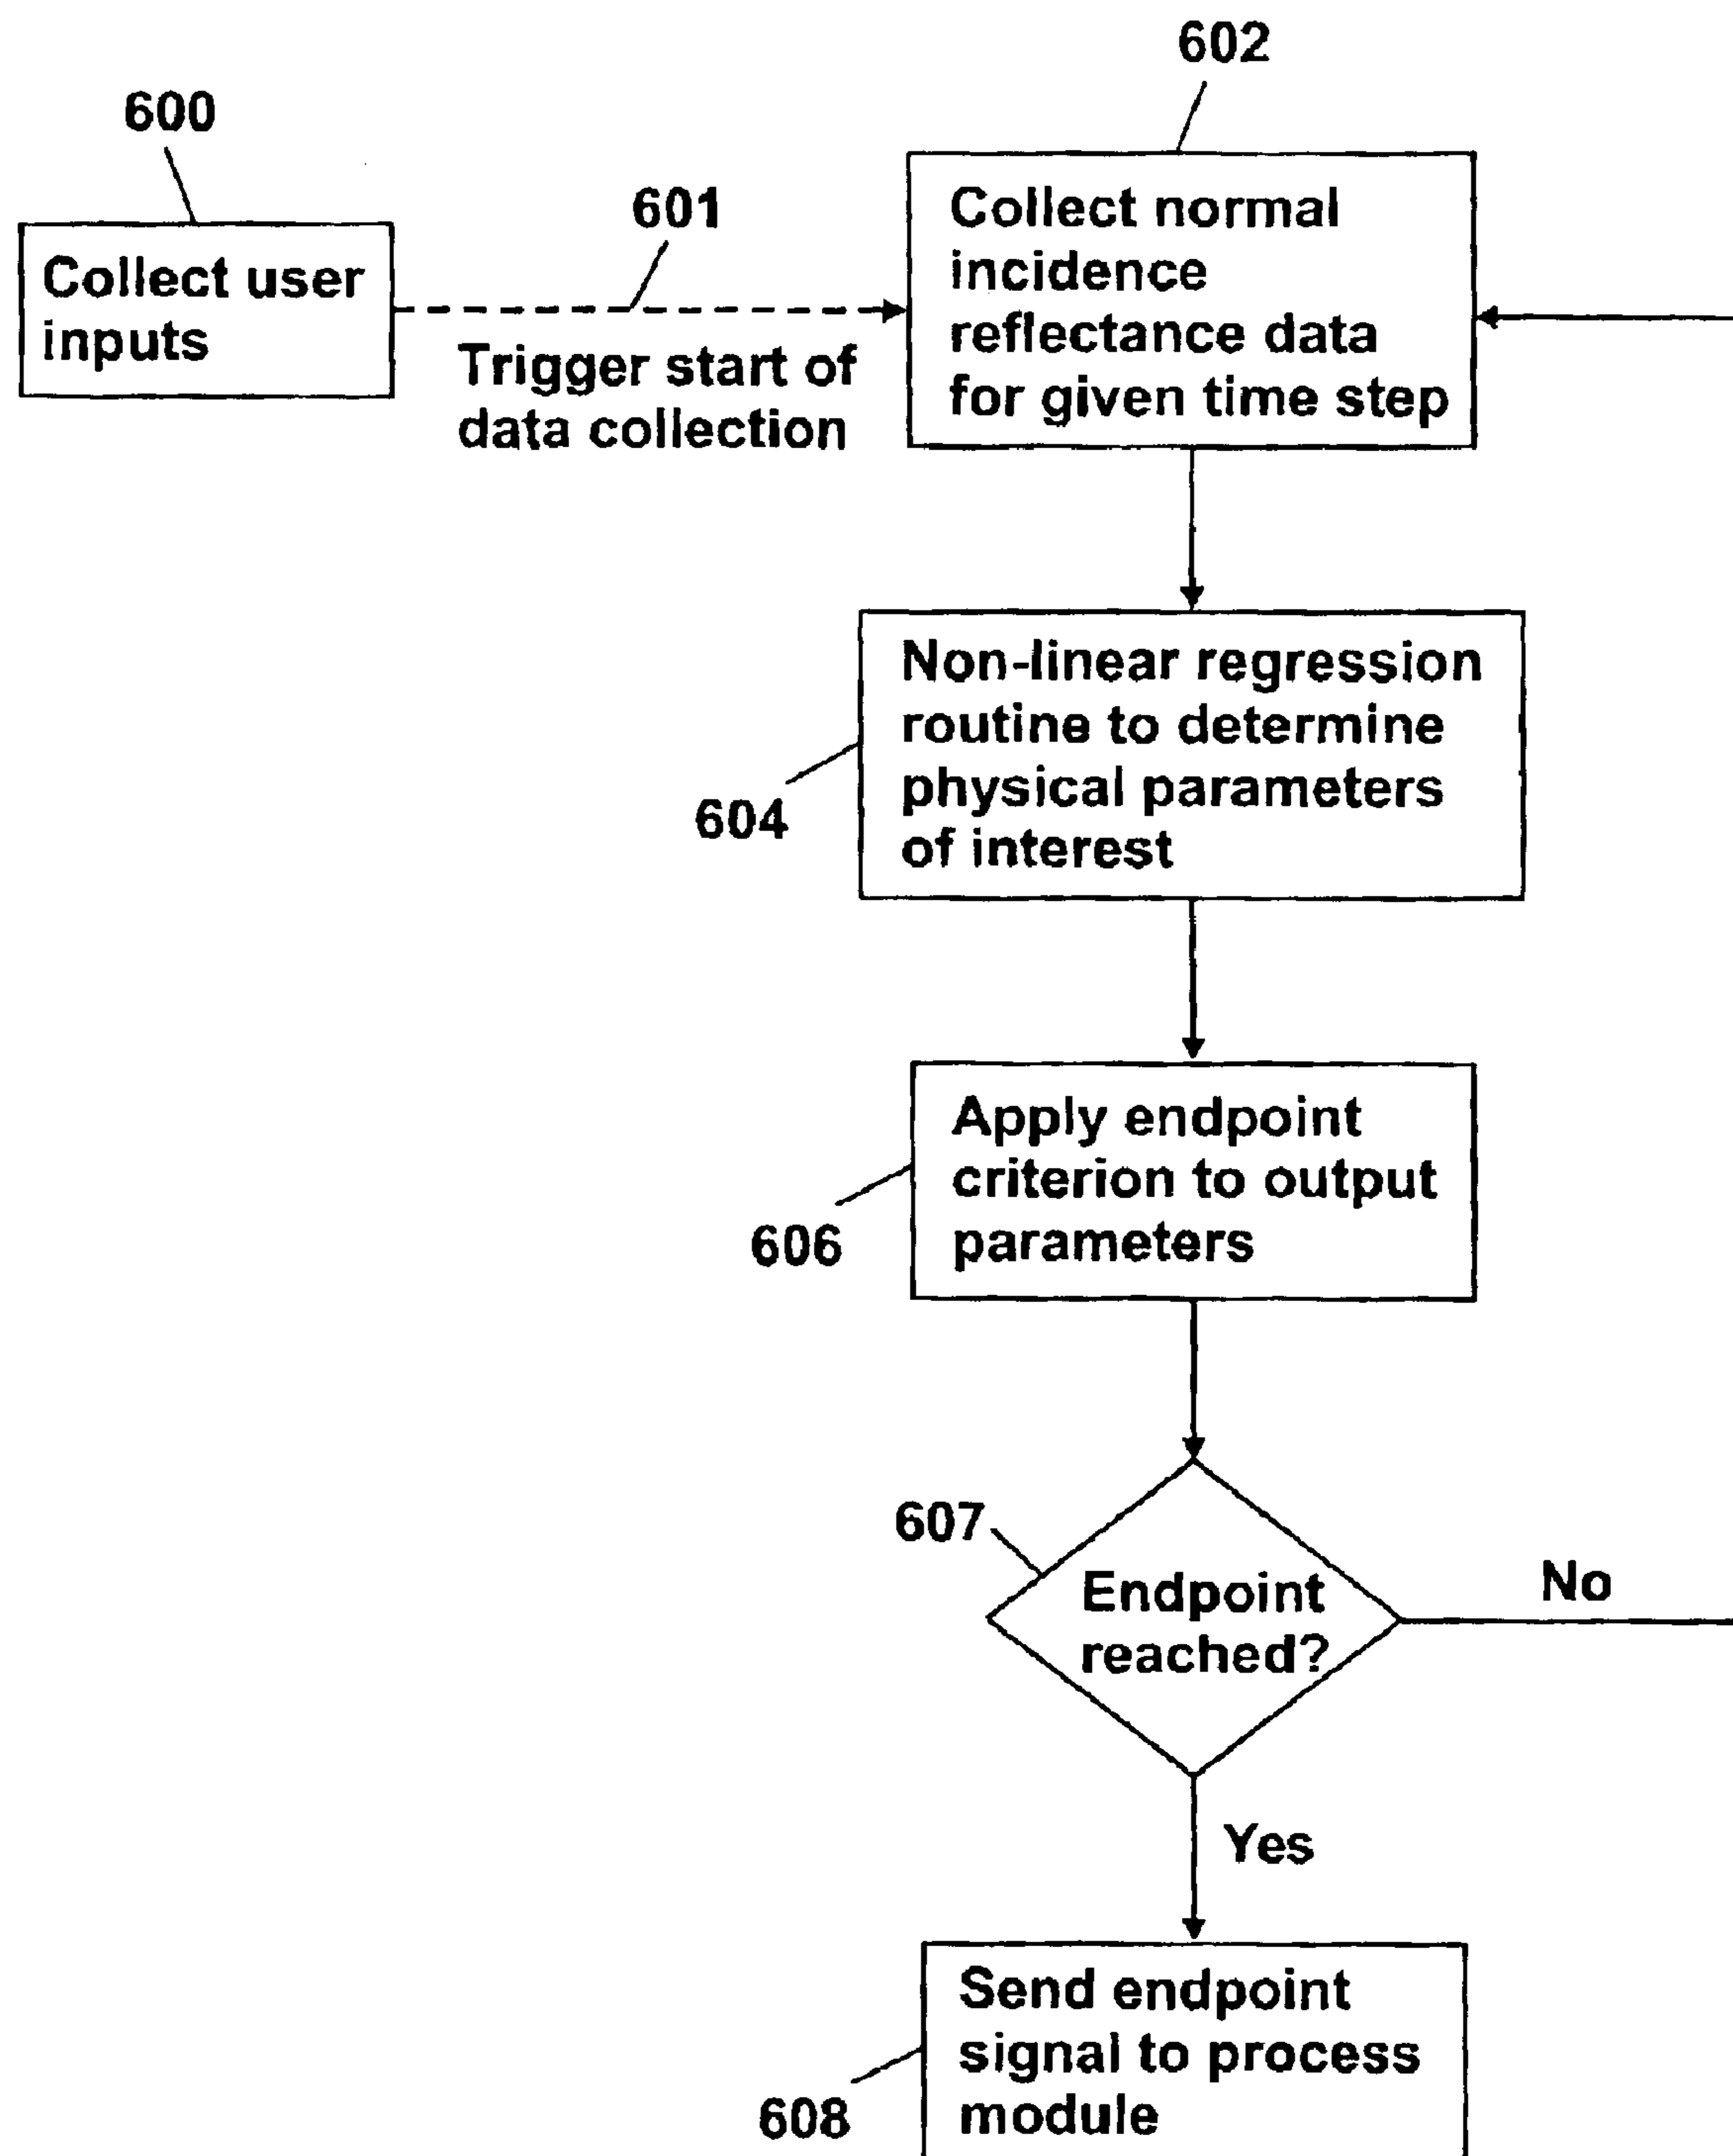 602
600
601
Collect user
inputs
Trigger start of
data collection
Collect normal
incidence
reflectance data
for given time step
Non-linear regression
routine to determine
physical parameters
of interest
604
Apply endpoint
criterion to output
parameters
606
607
Endpoint
reached?
No
Yes
Send endpoint
signal to process
module
608